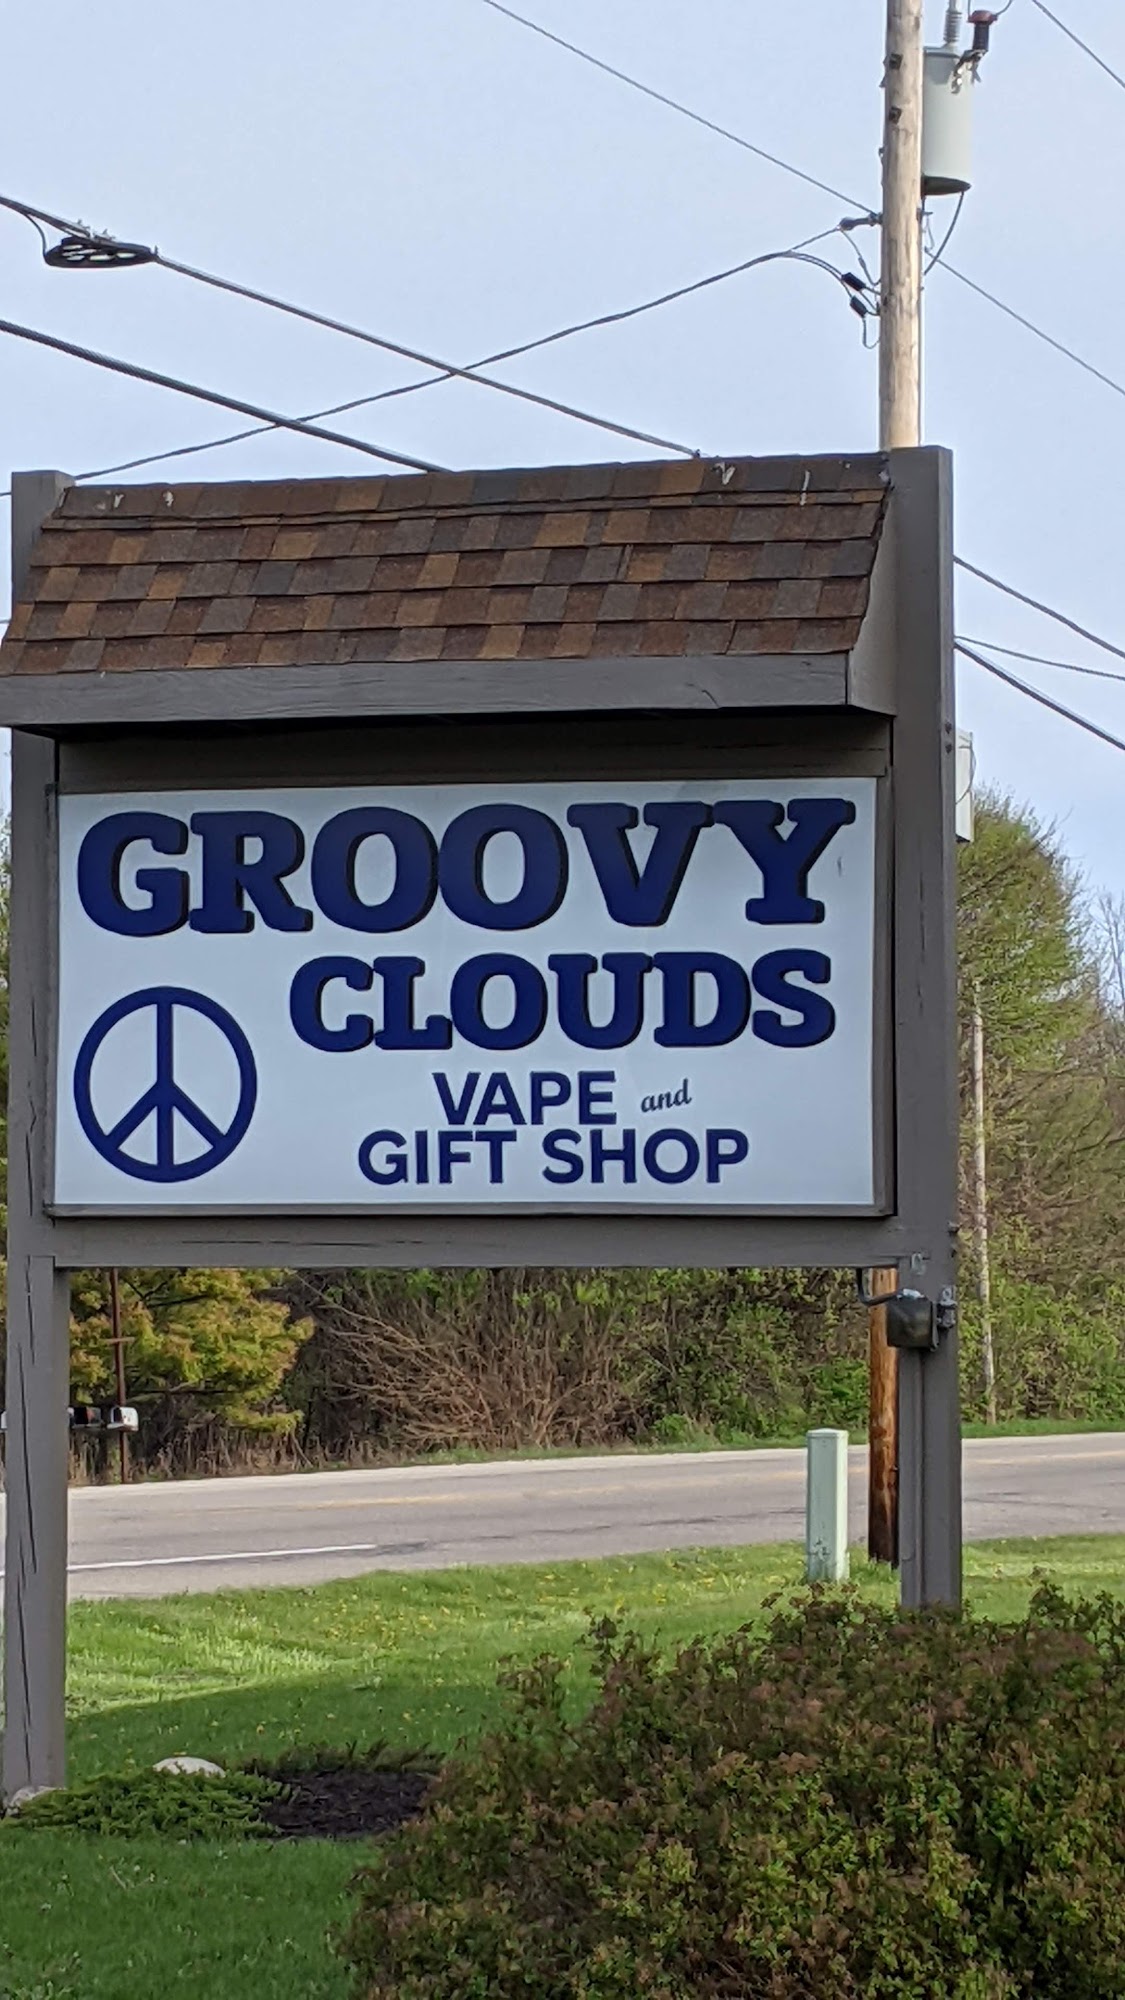 GROOVY
CLOUDS
VAPE and
GIFT SHOP